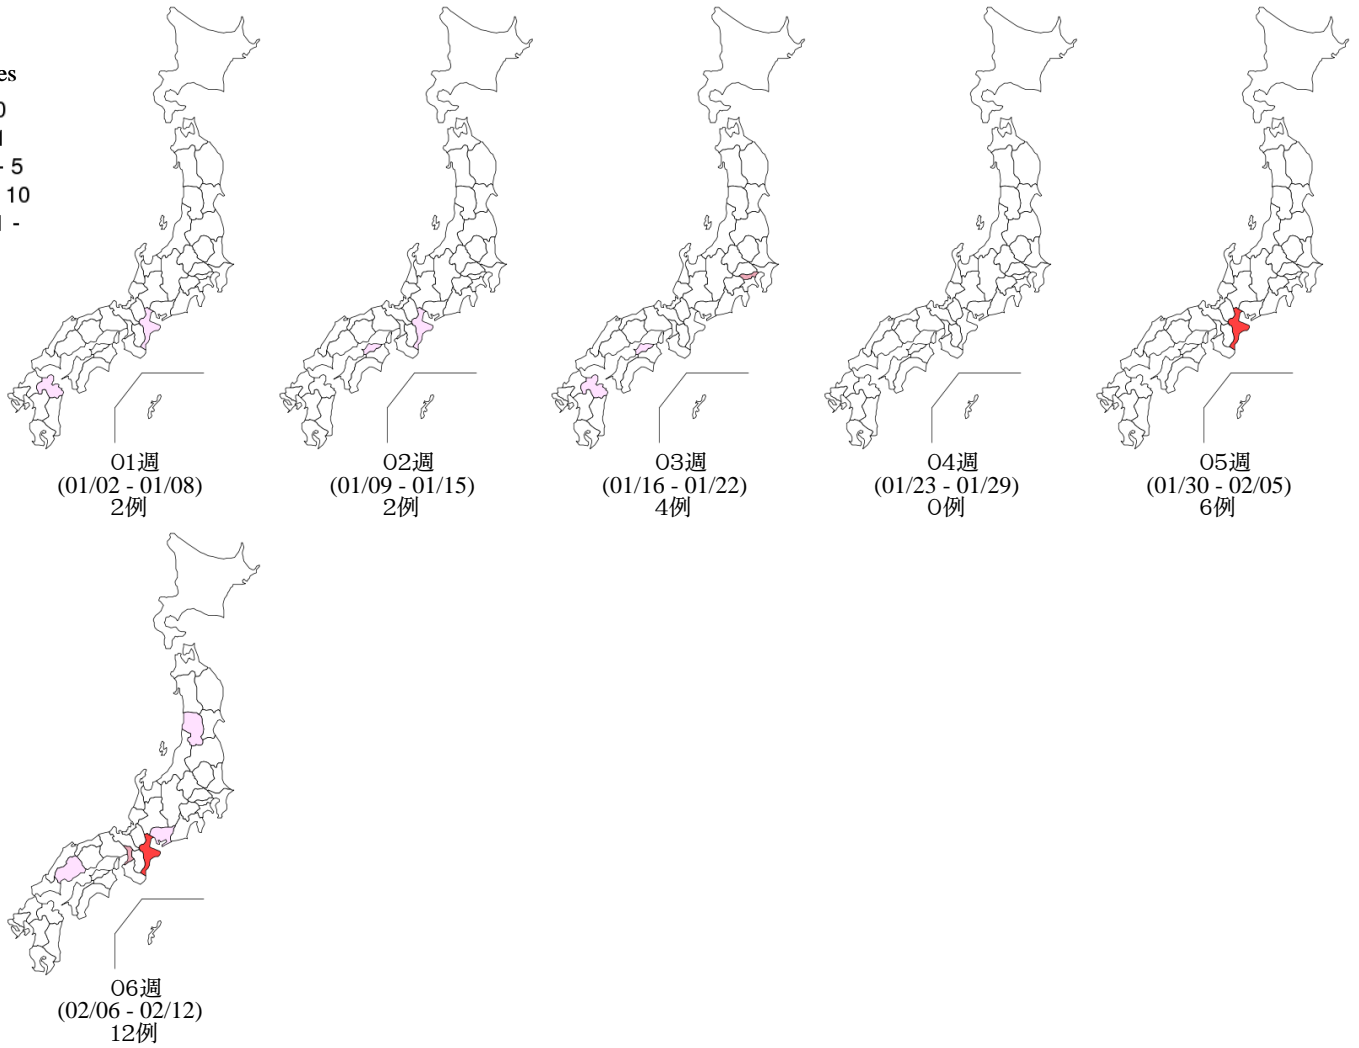 es
0
1
- 5
10
1 -
01週
(01/02 - 01/08)
2例
02週
(01/09 - 01/15)
2例
03週
(01/16 - 01/22)
4例
04週
(01/23 - 01/29)
0例
05週
(01/30 - 02/05)
6例
06週
(02/06 - 02/12)
12例